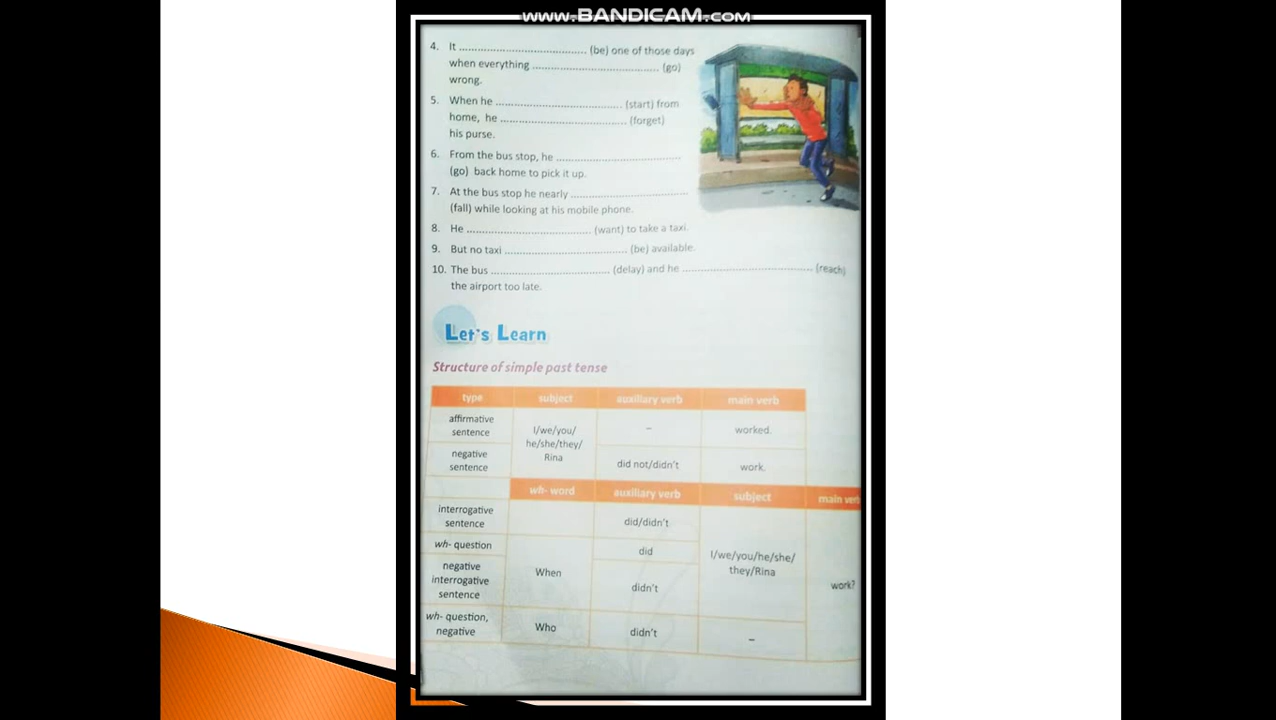 www.BANDICAM.com
4. It ............................ (be) one of those days
when everything ............................ (go)
wrong.
5. When he ............................ (start) from
home, he ............................ (forget)
his purse.
6. From the bus stop, he ............................
(go) back home to pick it up.
7. At the bus stop he nearly ............................
(fall) while looking at his mobile phone.
8. He ............................ (want) to take a taxi.
9. But no taxi ............................ (be) available.
10. The bus ............................ (delay) and he ............................ (reach)
the airport too late.
Let's Learn
Structure of simple past tense
type subject auxiliary verb main verb
affirmative
sentence
I/we/you/
he/she/they/
Rina
– worked.
negative
sentence
did not/didn't work.
wh- word auxiliary verb subject main verb
interrogative
sentence
did/didn't
wh- question
did
I/we/you/he/she/
they/Rina
negative
interrogative
sentence
When
didn't
work?
wh- question,
negative
Who didn't –